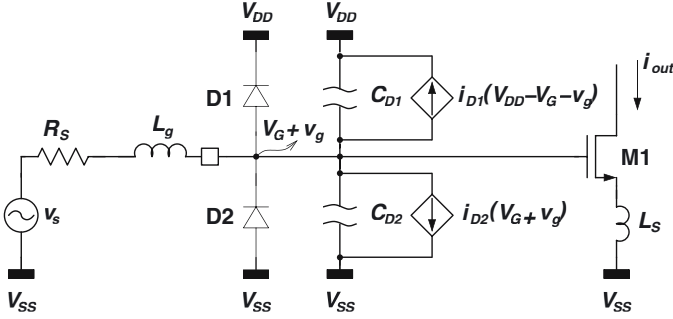 V_DD V_DD
D1 C_D1 i_D1(V_DD–V_G–v_g) i_out
R_S L_g V_G+v_g
M1
v_s D2 C_D2 i_D2(V_G+v_g) L_S
V_SS V_SS V_SS V_SS